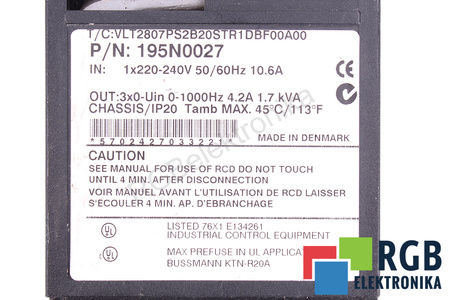 T/C:VLT2807PS2B20STR1DBF00A00
P/N: 195N0027
IN: 1x220-240V 50/60Hz 10.6A
OUT:3x0-Uin 0-1000Hz 4.2A 1.7 kVA
CHASSIS/IP20 Tamb MAX. 45°C/113°F
*5702427033221*
MADE IN DENMARK
CAUTION
SEE MANUAL FOR USE OF RCD DO NOT TOUCH
UNTIL 4 MIN. AFTER DISCONNECTION
VOIR MANUEL AVANT L'UTILISATION DE RCD LAISSER
S'ECOULER 4 MIN. AP. D'EBRANCHAGE
LISTED 76X1 E134261
INDUSTRIAL CONTROL EQUIPMENT
MAX PREFUSE IN UL APPLICA
BUSSMANN KTN-R20A
RGB
ELEKTRONIKA